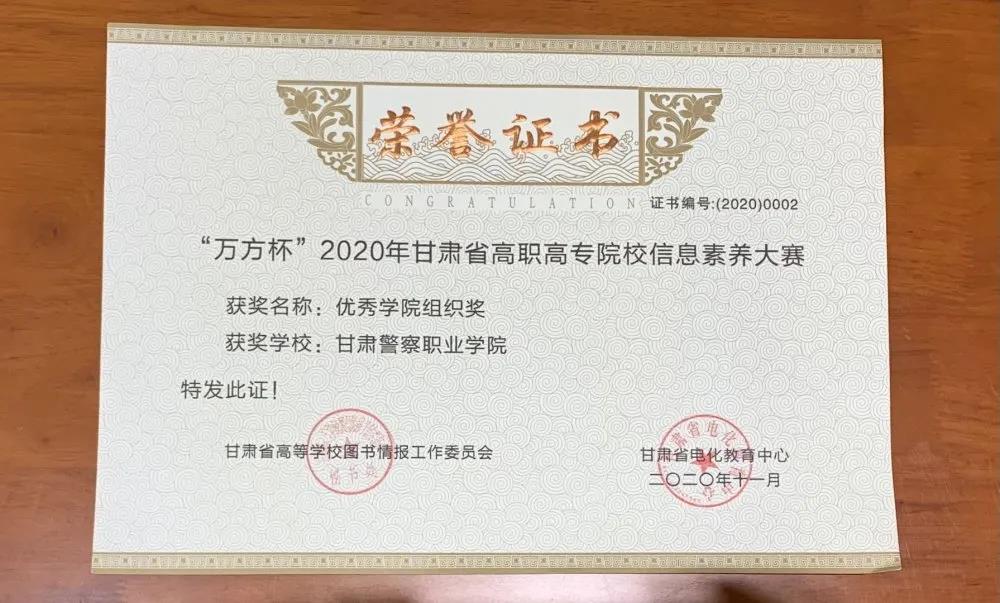 荣誉证书
CONGRATULATION
证书编号:(2020)0002
“万方杯”2020年甘肃省高职高专院校信息素养大赛
获奖名称：优秀学院组织奖
获奖学校：甘肃警察职业学院
特发此证！
甘肃省高等学校图书情报工作委员会
甘肃省电化教育中心
二〇二〇年十一月